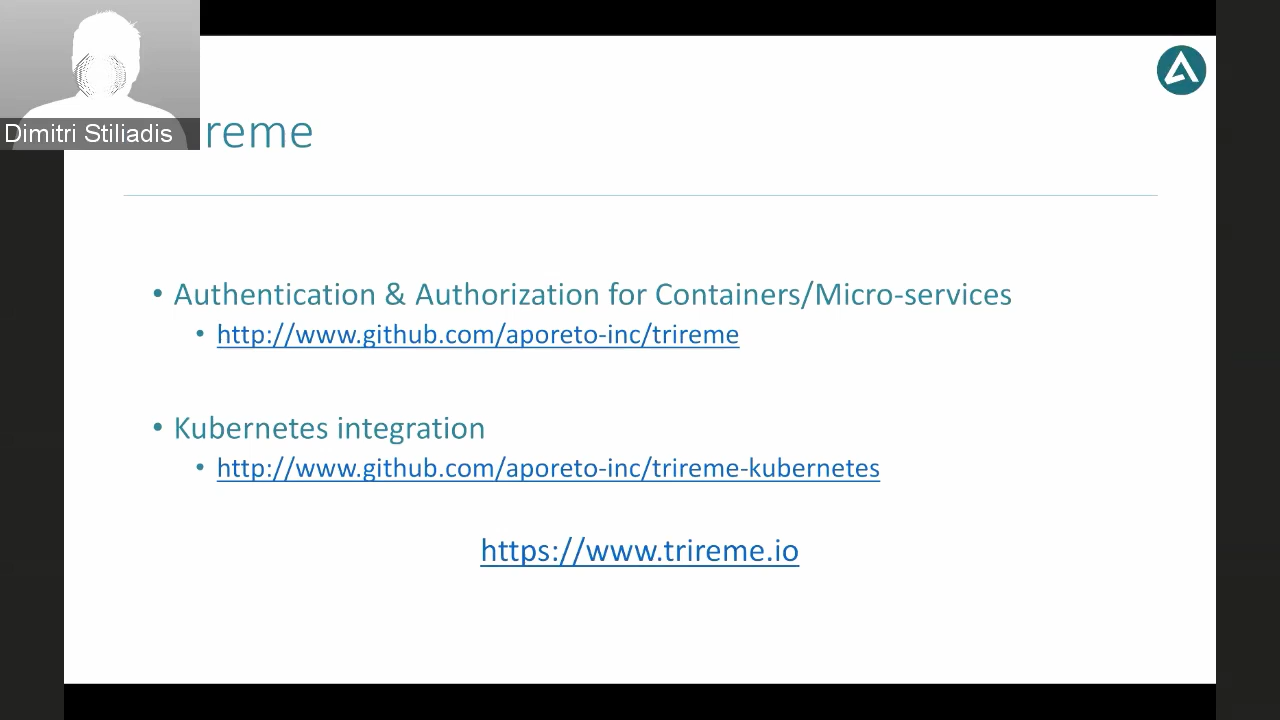 Dimitri Stiliadis
reme
• Authentication & Authorization for Containers/Micro-services
• http://www.github.com/aporeto-inc/trireme
• Kubernetes integration
• http://www.github.com/aporeto-inc/trireme-kubernetes
https://www.trireme.io